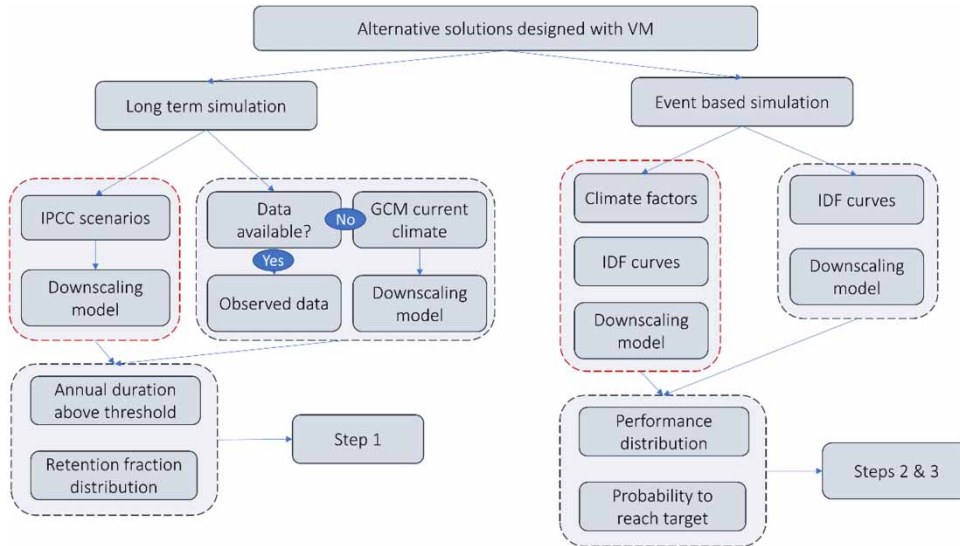 Alternative solutions designed with VM
Long term simulation
Event based simulation
IPCC scenarios
Downscaling
model
Data
available?
No
GCM current
climate
Yes
Observed data
Downscaling
model
Climate factors
IDF curves
Downscaling
model
IDF curves
Downscaling
model
Annual duration
above threshold
Retention fraction
distribution
Step 1
Performance
distribution
Probability to
reach target
Steps 2 & 3